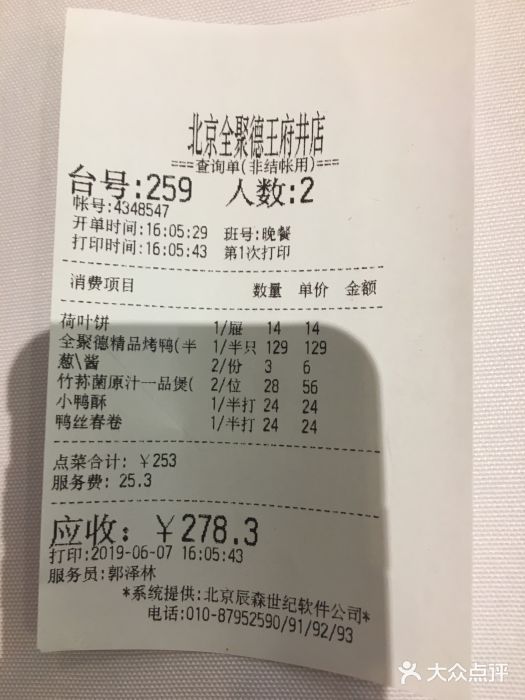 北京全聚德王府井店
===查询单(非结帐用)===
台号:259 人数:2
帐号:4348547
开单时间:16:05:29 班号:晚餐
打印时间:16:05:43 第1次打印
消费项目 数量 单价 金额
荷叶饼 1/屉 14 14
全聚德精品烤鸭(半 1/半只 129 129
葱\酱 2/份 3 6
竹荪菌原汁一品煲( 2/位 28 56
小鸭酥 1/半打 24 24
鸭丝春卷 1/半打 24 24
点菜合计: ¥253
服务费: 25.3
应收: ¥278.3
打印:2019-06-07 16:05:43
服务员:郭泽林
*系统提供:北京辰森世纪软件公司*
电话:010-87952590/91/92/93
大众点评